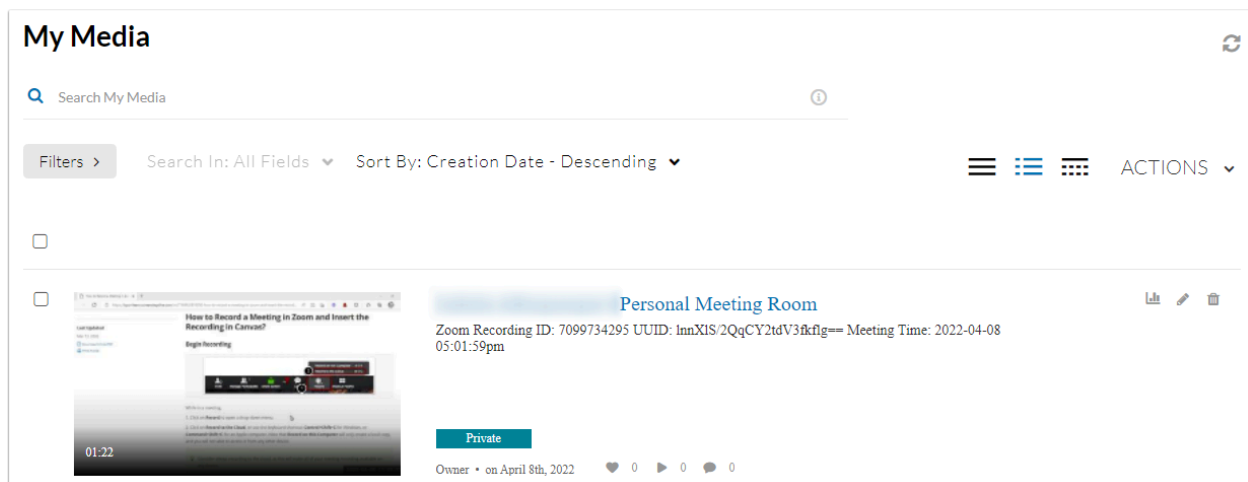 My Media
Search My Media
Filters >
Search In: All Fields
Sort By: Creation Date - Descending
ACTIONS
How to Record a Meeting in Zoom and Insert the
Recording in Canvas?
Begin Recording
01:22
Personal Meeting Room
Zoom Recording ID: 7099734295 UUID: lnnXlS/2QqCY2tdV3fkflg== Meeting Time: 2022-04-08
05:01:59pm
Private
Owner • on April 8th, 2022
0
0
0